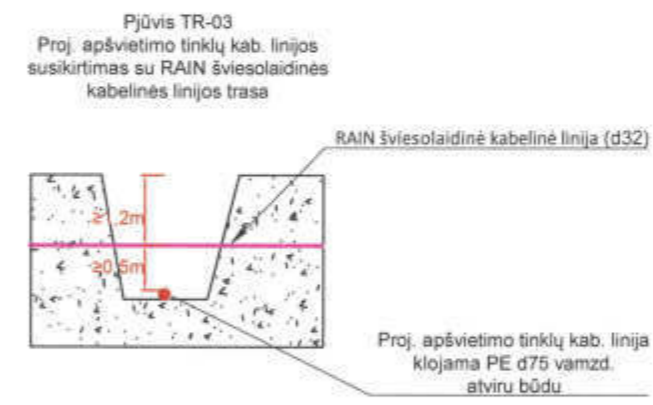 Pjūvis TR-03
Proj. apšvietimo tinklų kab. linijos
susikirtimas su RAIN šviesolaidinės
kabelinės linijos trasa
RAIN šviesolaidinė kabelinė linija (d32)
≥0,5m
Proj. apšvietimo tinklų kab. linija
klojama PE d75 vamzd.
atviru būdu